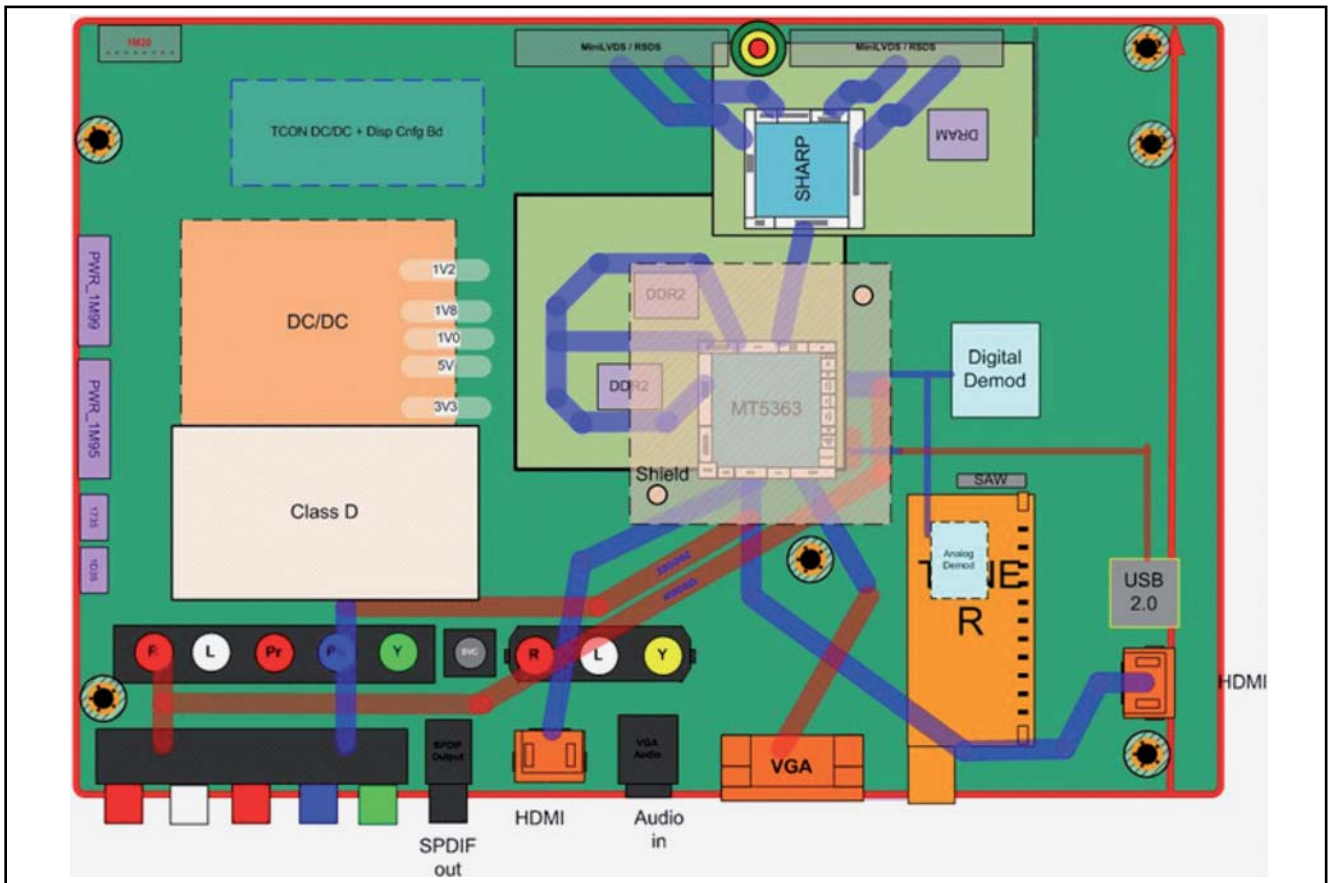 1M20
MiniLVDS / RSDS
MiniLVDS / RSDS
TCON DC/DC + Disp Cnfg Bd
SHARP
DRAM
PWR_1M99
DC/DC
1V2
1V8
1V0
5V
3V3
DDR2
DDR2
MT5363
Digital
Demod
PWR_1M95
Shield
SAW
Class D
1735
Analog
Demod
R
USB
2.0
R
L
Pr
Y
SVC
R
L
Y
HDMI
SPDIF
Output
VGA
Audio
VGA
HDMI
Audio
in
SPDIF
out